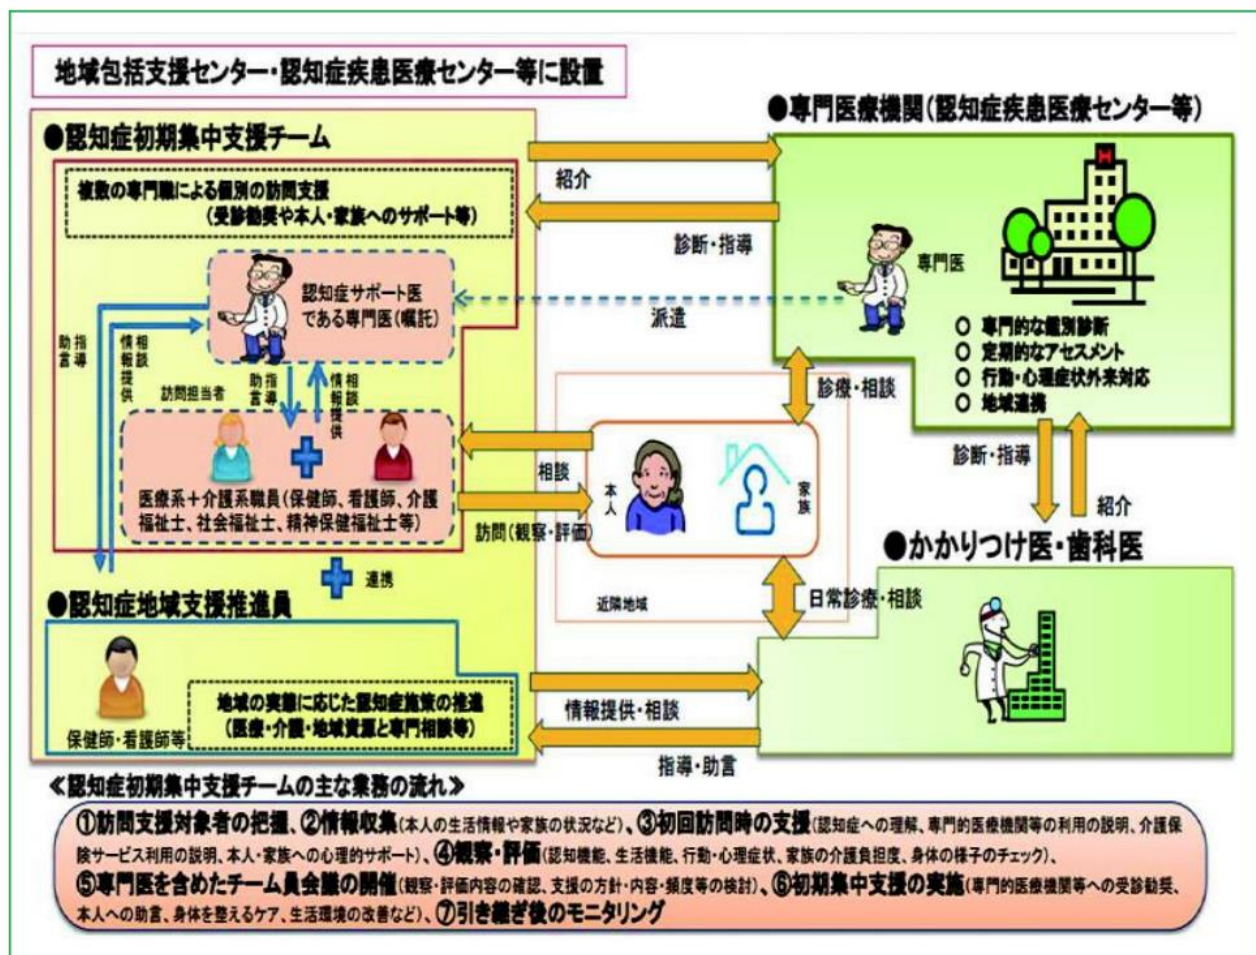 地域包括支援センター・認知症疾患医療センター等に設置
●認知症初期集中支援チーム
複数の専門職による個別の訪問支援
(受診勧奨や本人・家族へのサポート等)
認知症サポート医
である専門医(嘱託)
指導
助言
相談
情報提供
訪問担当者
指導
助言
相談
情報提供
医療系+介護系職員(保健師、看護師、介護
福祉士、社会福祉士、精神保健福祉士等)
連携
●認知症地域支援推進員
保健師・看護師等
地域の実態に応じた認知症施策の推進
(医療・介護・地域資源と専門相談等)
紹介
診断・指導
派遣
相談
訪問(観察・評価)
本人
家族
近隣地域
診療・相談
日常診療・相談
情報提供・相談
指導・助言
●専門医療機関(認知症疾患医療センター等)
H
専門医
○ 専門的な鑑別診断
○ 定期的なアセスメント
○ 行動・心理症状外来対応
○ 地域連携
診断・指導
紹介
●かかりつけ医・歯科医
≪認知症初期集中支援チームの主な業務の流れ≫
①訪問支援対象者の把握、②情報収集(本人の生活情報や家族の状況など)、③初回訪問時の支援(認知症への理解、専門的医療機関等の利用の説明、介護保
険サービス利用の説明、本人・家族への心理的サポート)、④観察・評価(認知機能、生活機能、行動・心理症状、家族の介護負担度、身体の様子のチェック)、
⑤専門医を含めたチーム員会議の開催(観察・評価内容の確認、支援の方針・内容・頻度等の検討)、⑥初期集中支援の実施(専門的医療機関等への受診勧奨、
本人への助言、身体を整えるケア、生活環境の改善など)、⑦引き継ぎ後のモニタリング